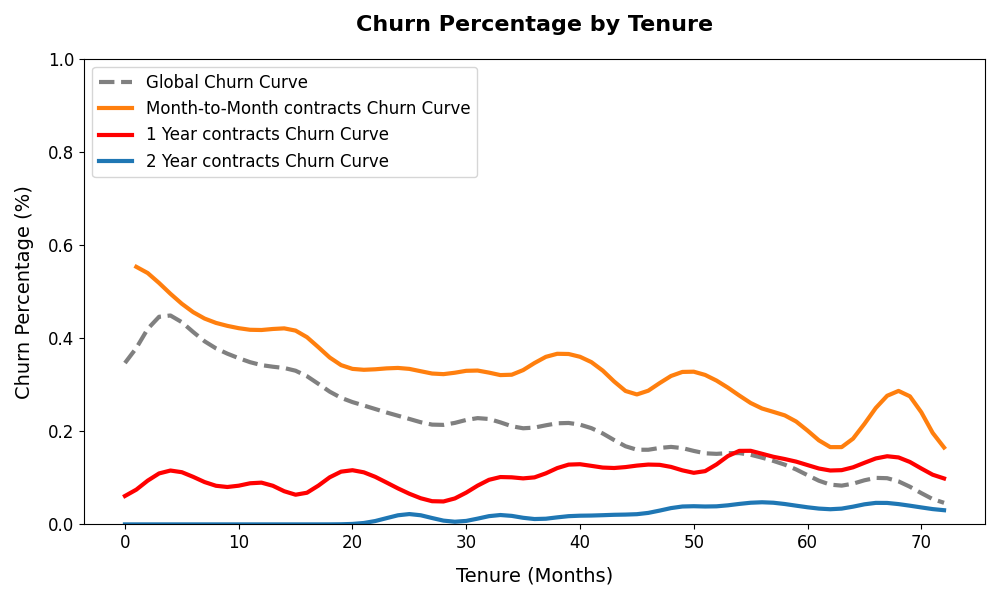 Churn Percentage by Tenure
Global Churn Curve
Month-to-Month contracts Churn Curve
1 Year contracts Churn Curve
2 Year contracts Churn Curve
Churn Percentage (%)
1.0
0.8
0.6
0.4
0.2
0.0
0 10 20 30 40 50 60 70
Tenure (Months)